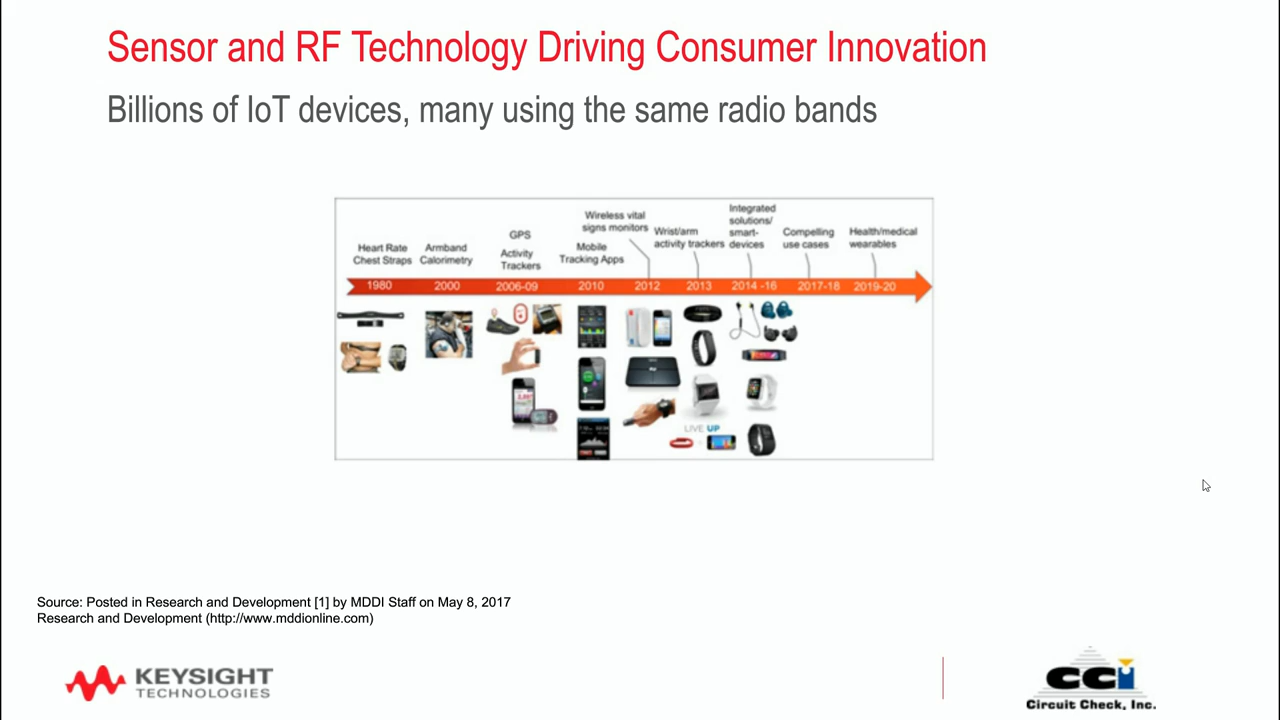 Sensor and RF Technology Driving Consumer Innovation
Billions of IoT devices, many using the same radio bands
Heart Rate
Chest Straps
Armband
Calorimetry
GPS
Activity
Trackers
Mobile
Tracking Apps
Wireless vital
signs monitors
Wrist/arm
activity trackers
Integrated
solutions/
smart-
devices
Compelling
use cases
Health/medical
wearables
1980
2000
2006-09
2010
2012
2013
2014 -16
2017-18
2019-20
LIVE UP
Source: Posted in Research and Development [1] by MDDI Staff on May 8, 2017
Research and Development (http://www.mddionline.com)
KEYSIGHT
TECHNOLOGIES
CCI
Circuit Check, Inc.